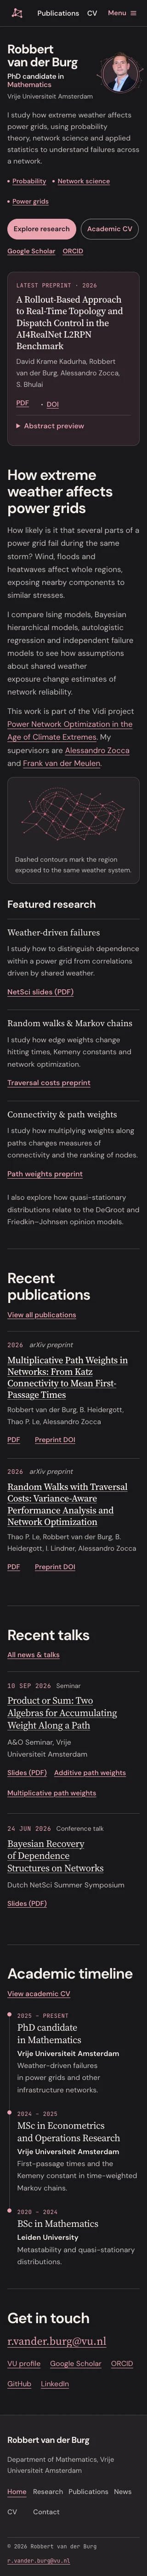 Publications CV Menu
Robbert
van der Burg
PhD candidate in
Mathematics
Vrije Universiteit Amsterdam
I study how extreme weather affects
power grids, using probability
theory, network science and applied
statistics to understand failures across
a network.
• Probability • Network science
• Power grids
Explore research Academic CV
Google Scholar ORCID
LATEST PREPRINT · 2026
A Rollout-Based Approach
to Real-Time Topology and
Dispatch Control in the
AI4RealNet L2RPN
Benchmark
David Krame Kadurha, Robbert
van der Burg, Alessandro Zocca,
S. Bhulai
PDF · DOI
▶ Abstract preview
How extreme
weather affects
power grids
How likely is it that several parts of a
power grid fail during the same
storm? Wind, floods and
heatwaves affect whole regions,
exposing nearby components to
similar stresses.
I compare Ising models, Bayesian
hierarchical models, autologistic
regression and independent failure
models to see how assumptions
about shared weather
exposure change estimates of
network reliability.
This work is part of the Vidi project
Power Network Optimization in the
Age of Climate Extremes. My
supervisors are Alessandro Zocca
and Frank van der Meulen.
Dashed contours mark the region
exposed to the same weather system.
Featured research
Weather-driven failures
I study how to distinguish dependence
within a power grid from correlations
driven by shared weather.
NetSci slides (PDF)
Random walks & Markov chains
I study how edge weights change
hitting times, Kemeny constants and
network optimization.
Traversal costs preprint
Connectivity & path weights
I study how multiplying weights along
paths changes measures of
connectivity and the ranking of nodes.
Path weights preprint
I also explore how quasi-stationary
distributions relate to the DeGroot and
Friedkin–Johnsen opinion models.
Recent
publications
View all publications
2026 arXiv preprint
Multiplicative Path Weights in
Networks: From Katz
Connectivity to Mean First-
Passage Times
Robbert van der Burg, B. Heidergott,
Thao P. Le, Alessandro Zocca
PDF Preprint DOI
2026 arXiv preprint
Random Walks with Traversal
Costs: Variance-Aware
Performance Analysis and
Network Optimization
Thao P. Le, Robbert van der Burg, B.
Heidergott, I. Lindner, Alessandro Zocca
PDF Preprint DOI
Recent talks
All news & talks
10 SEP 2026 Seminar
Product or Sum: Two
Algebras for Accumulating
Weight Along a Path
A&O Seminar, Vrije
Universiteit Amsterdam
Slides (PDF) Additive path weights
Multiplicative path weights
24 JUN 2026 Conference talk
Bayesian Recovery
of Dependence
Structures on Networks
Dutch NetSci Summer Symposium
Slides (PDF)
Academic timeline
View academic CV
2025 – PRESENT
PhD candidate
in Mathematics
Vrije Universiteit Amsterdam
Weather-driven failures
in power grids and other
infrastructure networks.
2024 – 2025
MSc in Econometrics
and Operations Research
Vrije Universiteit Amsterdam
First-passage times and the
Kemeny constant in time-weighted
Markov chains.
2020 – 2024
BSc in Mathematics
Leiden University
Metastability and quasi-stationary
distributions.
Get in touch
r.vander.burg@vu.nl
VU profile Google Scholar ORCID
GitHub LinkedIn
Robbert van der Burg
Department of Mathematics, Vrije
Universiteit Amsterdam
Home Research Publications News
CV Contact
© 2026 Robbert van der Burg
r.vander.burg@vu.nl